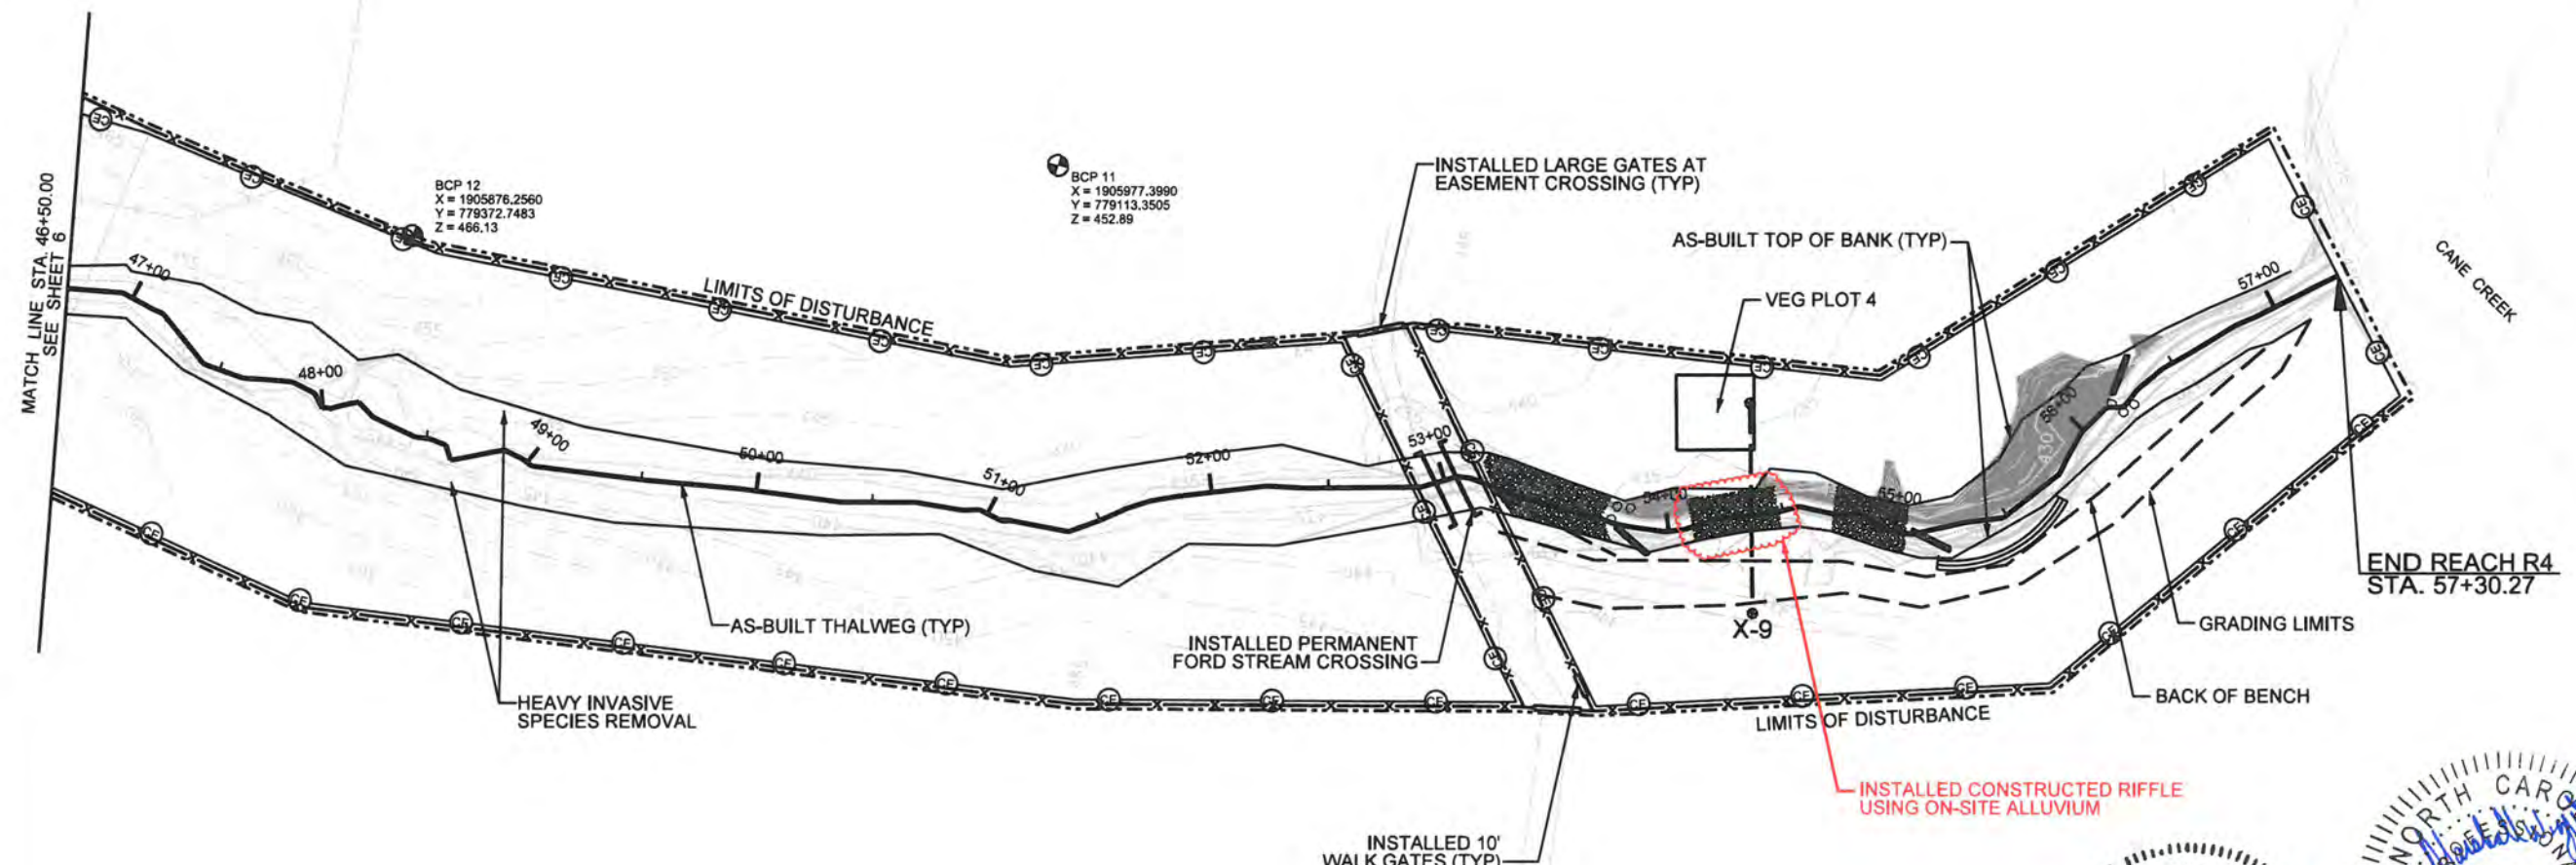 MATCH LINE STA. 46+50.00
SEE SHEET 6
47+00
48+00
49+00
50+00
51+00
52+00
53+00
54+00
55+00
56+00
57+00
BCP 12
X = 1905876.2560
Y = 779372.7483
Z = 466.13
BCP 11
X = 1905977.3990
Y = 779113.3505
Z = 452.89
LIMITS OF DISTURBANCE
INSTALLED LARGE GATES AT
EASEMENT CROSSING (TYP)
AS-BUILT TOP OF BANK (TYP)
VEG PLOT 4
CANE CREEK
END REACH R4
STA. 57+30.27
GRADING LIMITS
BACK OF BENCH
X-9
430
AS-BUILT THALWEG (TYP)
INSTALLED PERMANENT
FORD STREAM CROSSING
HEAVY INVASIVE
SPECIES REMOVAL
LIMITS OF DISTURBANCE
INSTALLED CONSTRUCTED RIFFLE
USING ON-SITE ALLUVIUM
INSTALLED 10'
WALK GATES (TYP)
NORTH CARO